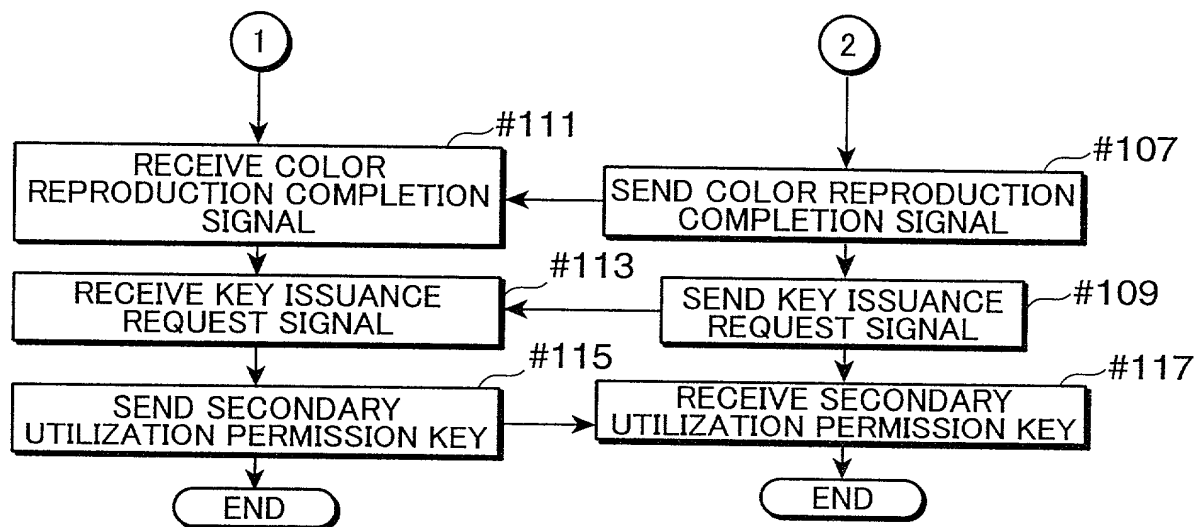 1
2
#111
RECEIVE COLOR
REPRODUCTION COMPLETION
SIGNAL
#107
SEND COLOR REPRODUCTION
COMPLETION SIGNAL
#113
RECEIVE KEY ISSUANCE
REQUEST SIGNAL
#109
SEND KEY ISSUANCE
REQUEST SIGNAL
#115
SEND SECONDARY
UTILIZATION PERMISSION KEY
#117
RECEIVE SECONDARY
UTILIZATION PERMISSION KEY
END
END